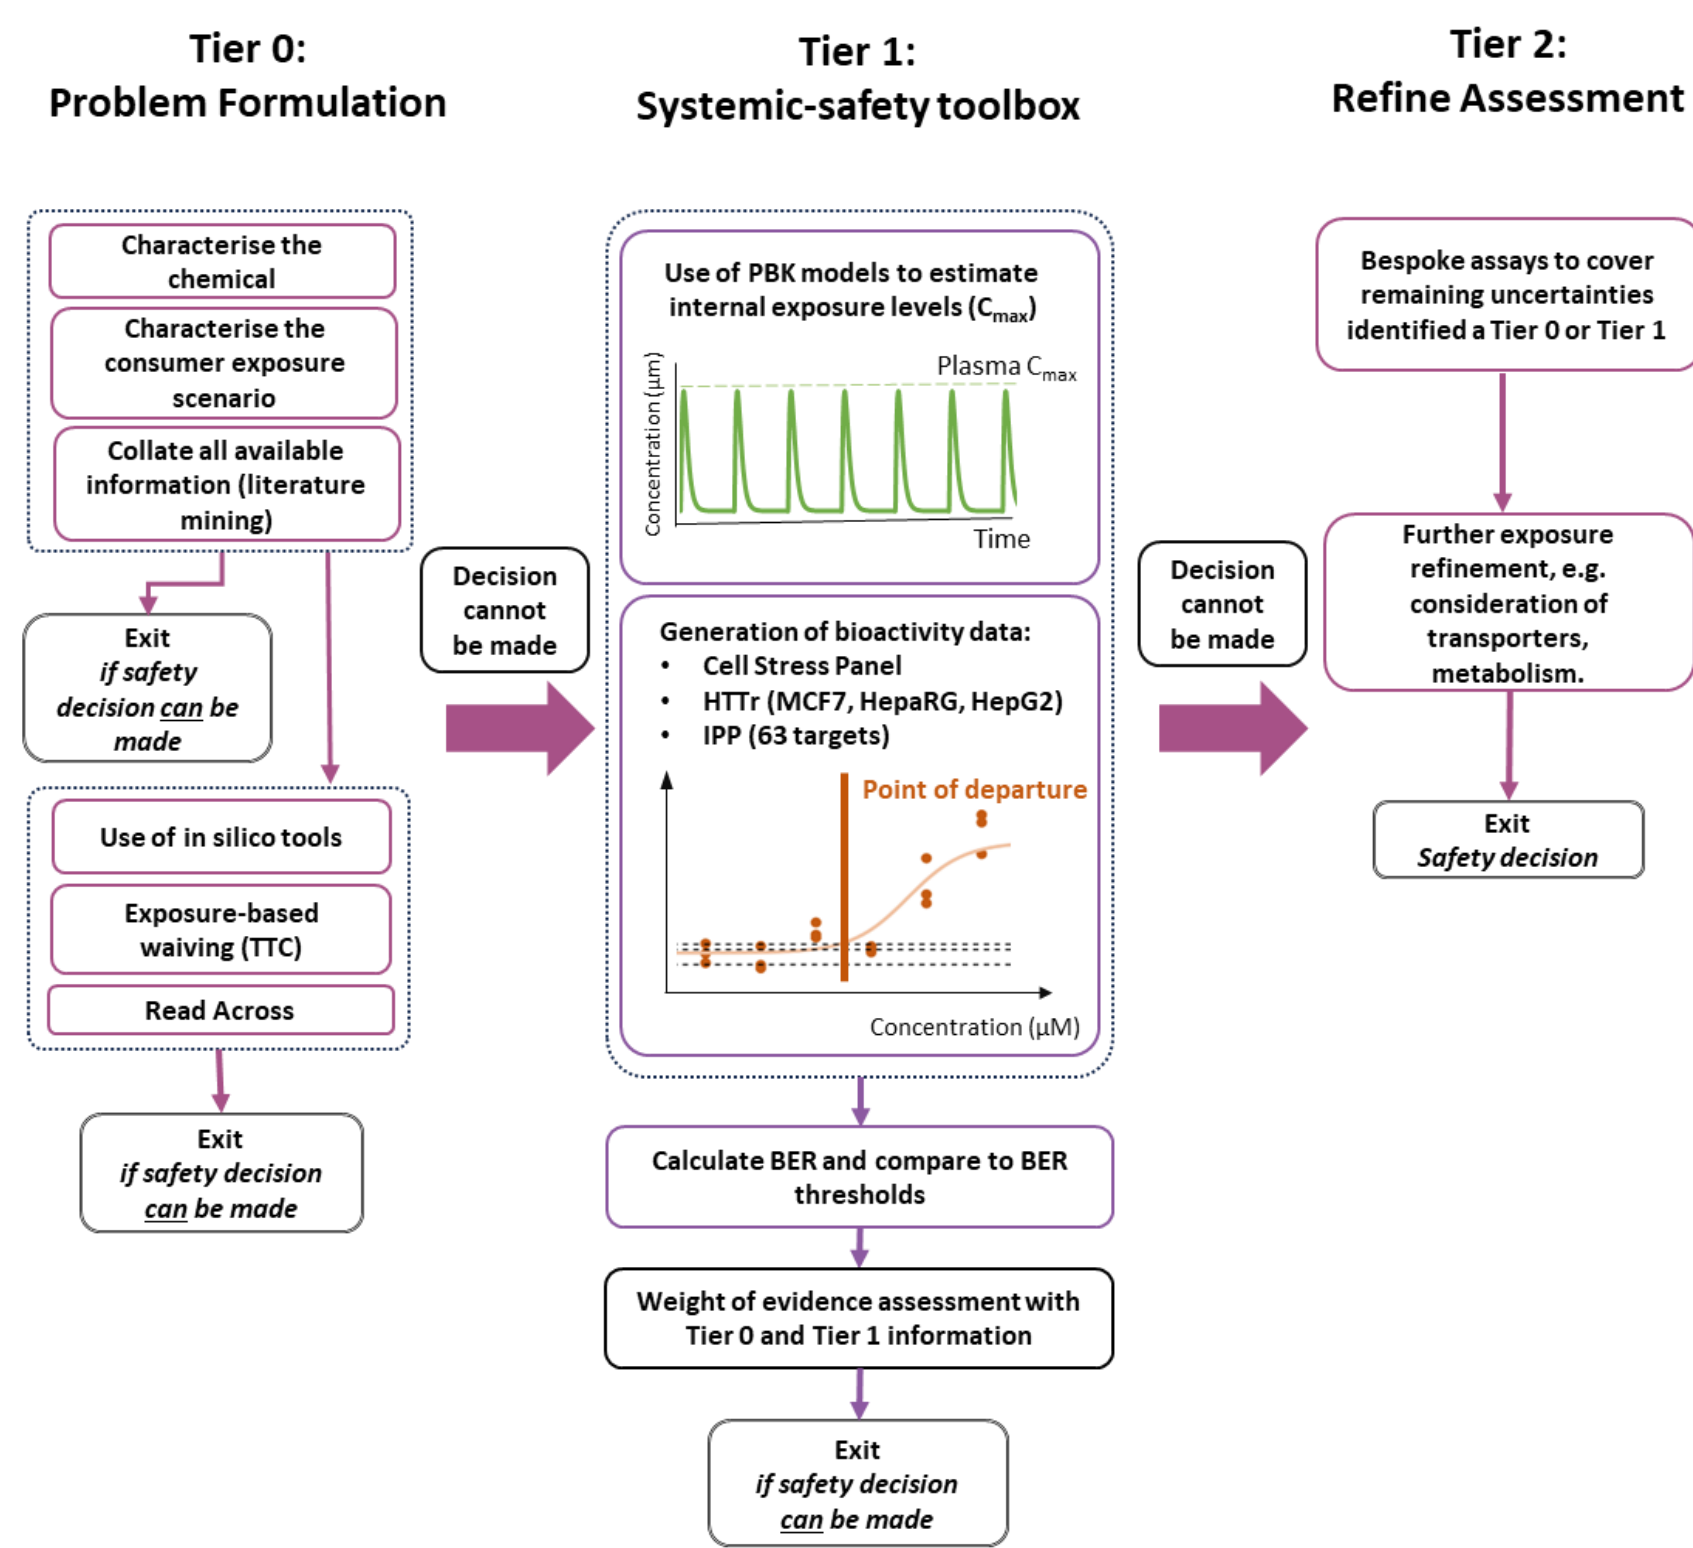 Tier 0:
Problem Formulation
Characterise the
chemical
Characterise the
consumer exposure
scenario
Collate all available
information (literature
mining)
Exit
if safety
decision can be
made
Use of in silico tools
Exposure-based
waiving (TTC)
Read Across
Exit
if safety decision
can be made
Decision
cannot
be made
Tier 1:
Systemic-safety toolbox
Use of PBK models to estimate
internal exposure levels (Cmax)
Concentration (µm)
Plasma Cmax
Time
Generation of bioactivity data:
• Cell Stress Panel
• HTTr (MCF7, HepaRG, HepG2)
• IPP (63 targets)
Point of departure
Concentration (µM)
Calculate BER and compare to BER
thresholds
Weight of evidence assessment with
Tier 0 and Tier 1 information
Exit
if safety decision
can be made
Decision
cannot
be made
Tier 2:
Refine Assessment
Bespoke assays to cover
remaining uncertainties
identified a Tier 0 or Tier 1
Further exposure
refinement, e.g.
consideration of
transporters,
metabolism.
Exit
Safety decision